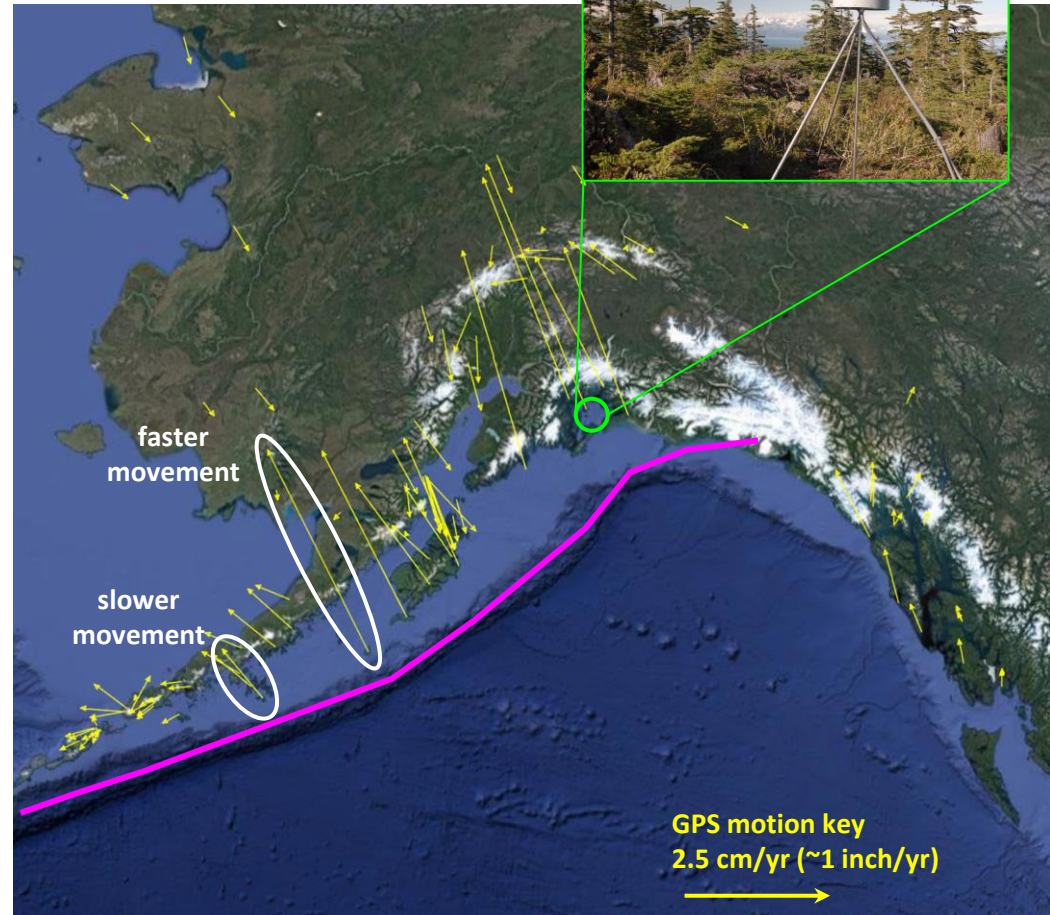 faster
movement
slower
movement
GPS motion key
2.5 cm/yr (~1 inch/yr)